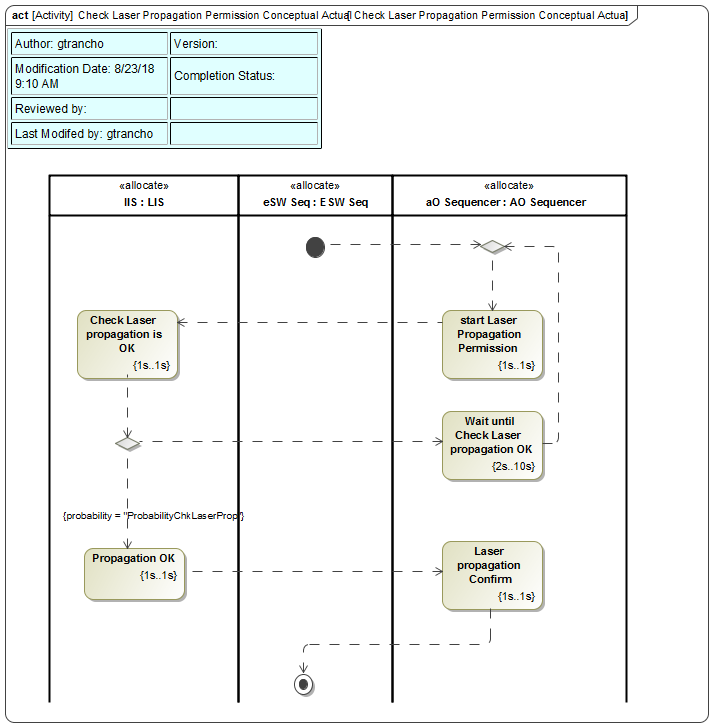 act [Activity] Check Laser Propagation Permission Conceptual Actual[ Check Laser Propagation Permission Conceptual Actual]
Author: gtrancho
Version:
Modification Date: 8/23/18
9:10 AM
Completion Status:
Reviewed by:
Last Modifed by: gtrancho
«allocate»
lIS : LIS
«allocate»
eSW Seq : ESW Seq
«allocate»
aO Sequencer : AO Sequencer
Check Laser
propagation is
OK
{1s..1s}
start Laser
Propagation
Permission
{1s..1s}
Wait until
Check Laser
propagation OK
{2s..10s}
{probability = "ProbabilityChkLaserProp"}
Propagation OK
{1s..1s}
Laser
propagation
Confirm
{1s..1s}